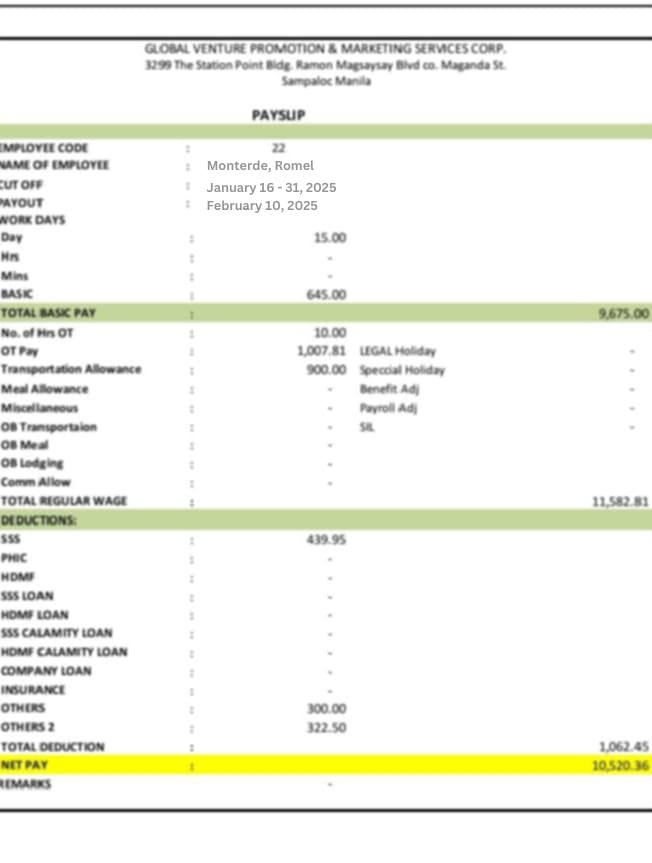 GLOBAL VENTURE PROMOTION & MARKETING SERVICES CORP.
3299 The Station Point Bldg. Ramon Magsaysay Blvd co. Maganda St.
Sampaloc Manila
PAYSLIP
EMPLOYEE CODE : 22
NAME OF EMPLOYEE : Monterde, Romel
CUT OFF : January 16 - 31, 2025
PAYOUT : February 10, 2025
WORK DAYS
Day : 15.00
Hrs : -
Mins : -
BASIC : 645.00
TOTAL BASIC PAY : 9,675.00
No. of Hrs OT : 10.00
OT Pay : 1,007.81 LEGAL Holiday -
Transportation Allowance : 900.00 Speccial Holiday -
Meal Allowance : - Benefit Adj -
Miscellaneous : - Payroll Adj -
OB Transportaion : - SIL -
OB Meal : -
OB Lodging : -
Comm Allow : -
TOTAL REGULAR WAGE : 11,582.81
DEDUCTIONS:
SSS : 439.95
PHIC : -
HDMF : -
SSS LOAN : -
HDMF LOAN : -
SSS CALAMITY LOAN : -
HDMF CALAMITY LOAN : -
COMPANY LOAN : -
INSURANCE : -
OTHERS : 300.00
OTHERS 2 : 322.50
TOTAL DEDUCTION : 1,062.45
NET PAY : 10,520.36
REMARKS -